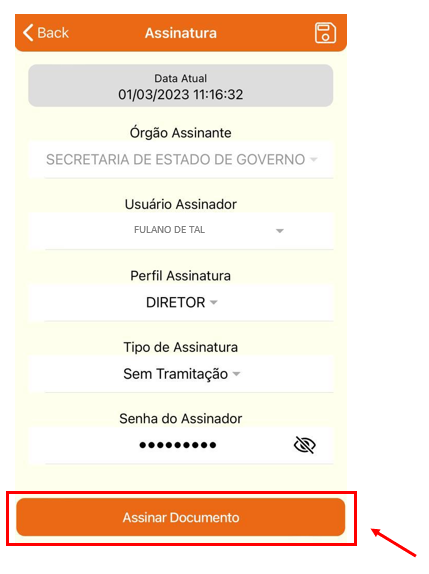 Back
Assinatura
Data Atual
01/03/2023 11:16:32
Órgão Assinante
SECRETARIA DE ESTADO DE GOVERNO
Usuário Assinador
FULANO DE TAL
Perfil Assinatura
DIRETOR
Tipo de Assinatura
Sem Tramitação
Senha do Assinador
•••••••••
Assinar Documento